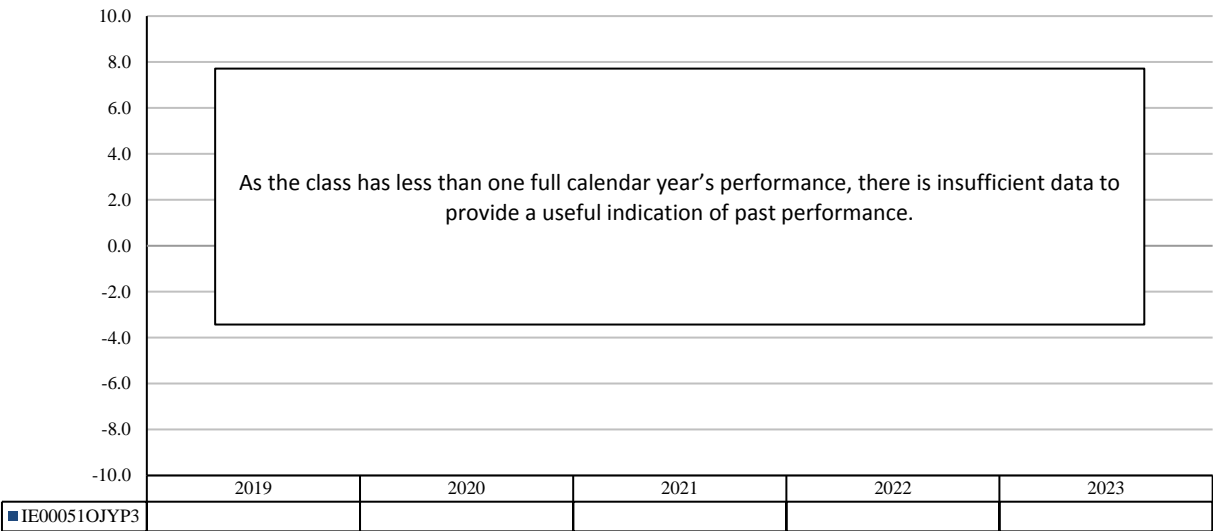 10.0
8.0
6.0
4.0
2.0
0.0
-2.0
-4.0
-6.0
-8.0
-10.0
As the class has less than one full calendar year’s performance, there is insufficient data to
provide a useful indication of past performance.
2019 2020 2021 2022 2023
IE00051OJYP3